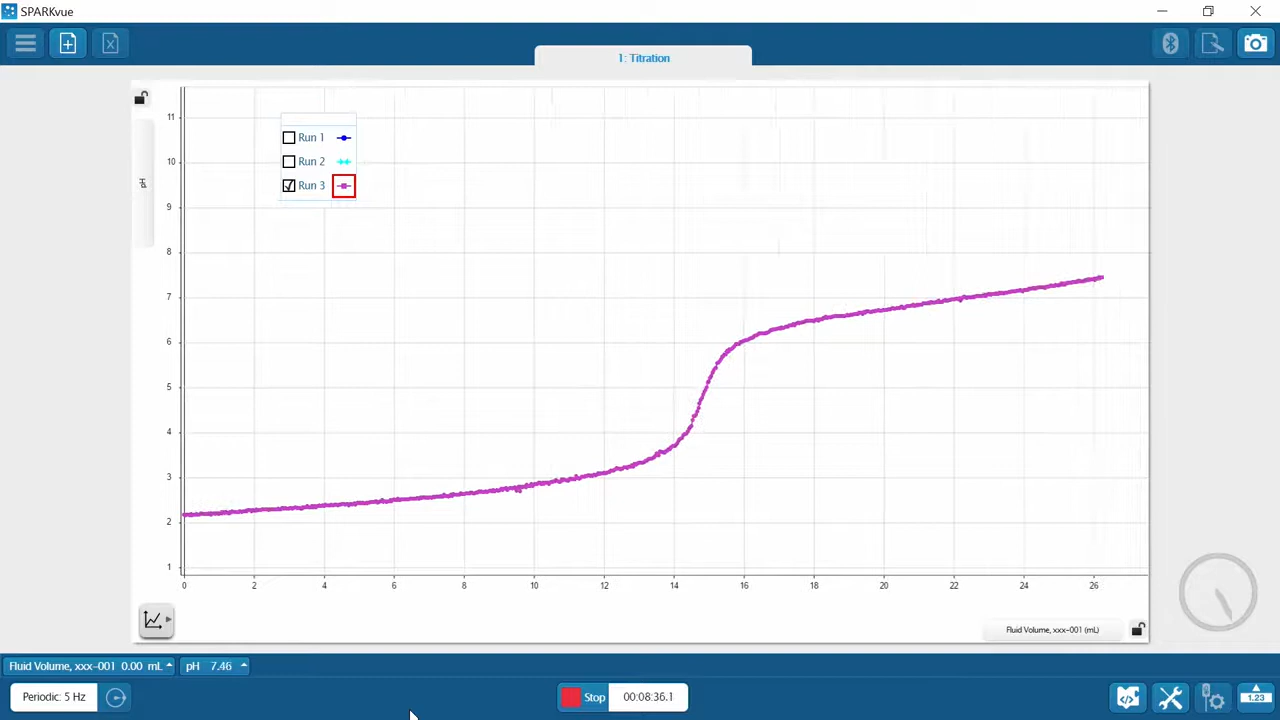 SPARKvue
1: Titration
Run 1
Run 2
Run 3
pH
11
10
9
8
7
6
5
4
3
2
1
0 2 4 6 8 10 12 14 16 18 20 22 24 26
Fluid Volume, xxx-001 (mL)
Fluid Volume, xxx-001 0.00 mL
pH 7.46
Periodic: 5 Hz
Stop 00:08:36.1
1.23